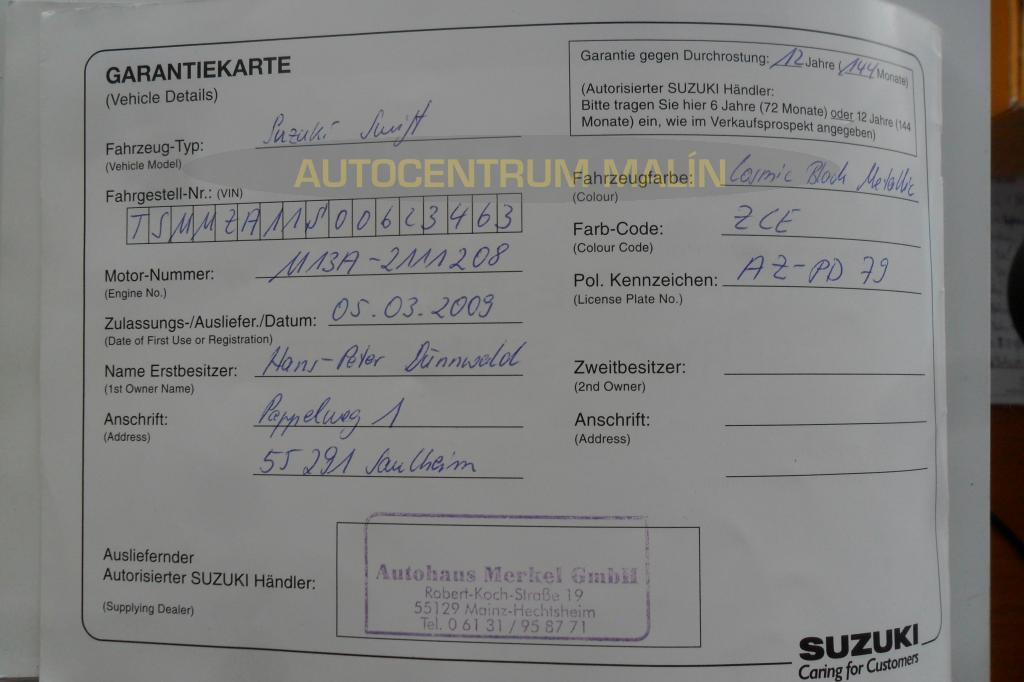 GARANTIEKARTE
(Vehicle Details)
Garantie gegen Durchrostung: 12 Jahre (144 Monate)
(Autorisierter SUZUKI Händler:
Bitte tragen Sie hier 6 Jahre (72 Monate) oder 12 Jahre (144
Monate) ein, wie im Verkaufsprospekt angegeben)
Fahrzeug-Typ: Suzuki Swift
(Vehicle Model)
AUTOCENTRUM-MALÍN
Fahrzeugfarbe: Cosmic Black Metallic
(Colour)
Fahrgestell-Nr.: (VIN)
TSMMZA11S00623463
Farb-Code: ZCE
(Colour Code)
Motor-Nummer: M13A-2111208
(Engine No.)
Pol. Kennzeichen: AZ-PD 79
(License Plate No.)
Zulassungs-/Ausliefer./Datum: 05.03.2009
(Date of First Use or Registration)
Name Erstbesitzer: Hans-Peter Dünnwald
(1st Owner Name)
Zweitbesitzer:
(2nd Owner)
Anschrift: Pappelweg 1
(Address)
55291 Saulheim
Anschrift:
(Address)
Ausliefernder
Autorisierter SUZUKI Händler:
(Supplying Dealer)
Autohaus Merkel GmbH
Robert-Koch-Straße 19
55129 Mainz-Hechtsheim
Tel. 0 61 31 / 95 87 71
SUZUKI
Caring for Customers